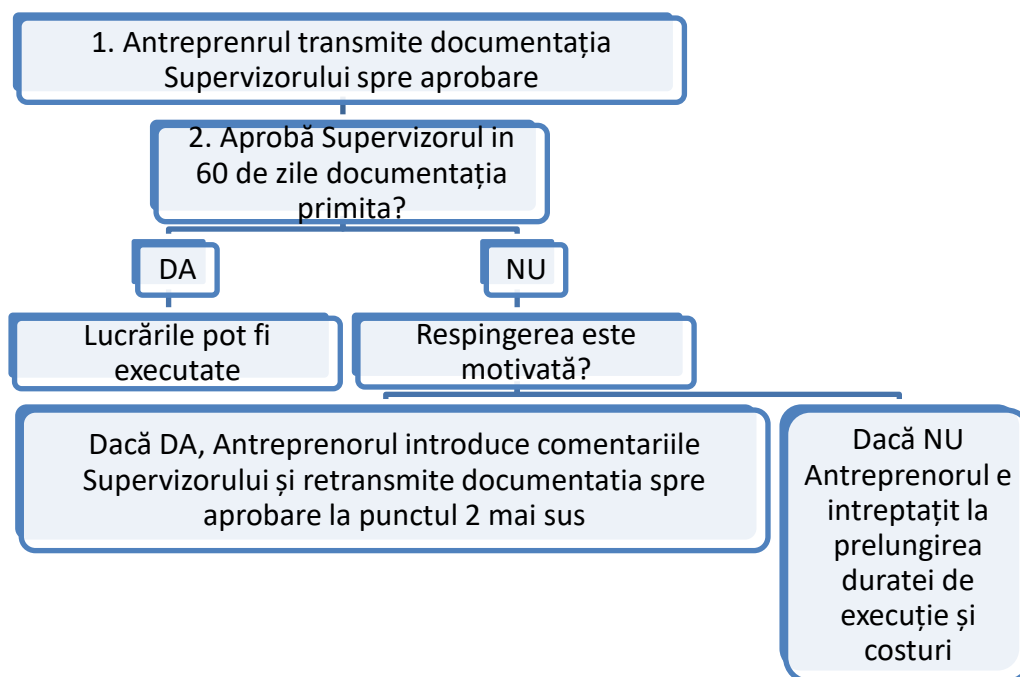 1. Antreprenrul transmite documentația
Supervizorului spre aprobare
2. Aprobă Supervizorul in
60 de zile documentația
primita?
DA
NU
Lucrările pot fi
executate
Respingerea este
motivată?
Dacă DA, Antreprenorul introduce comentariile
Supervizorului și retransmite documentatia spre
aprobare la punctul 2 mai sus
Dacă NU
Antreprenorul e
intreptațit la
prelungirea
duratei de
execuție și
costuri